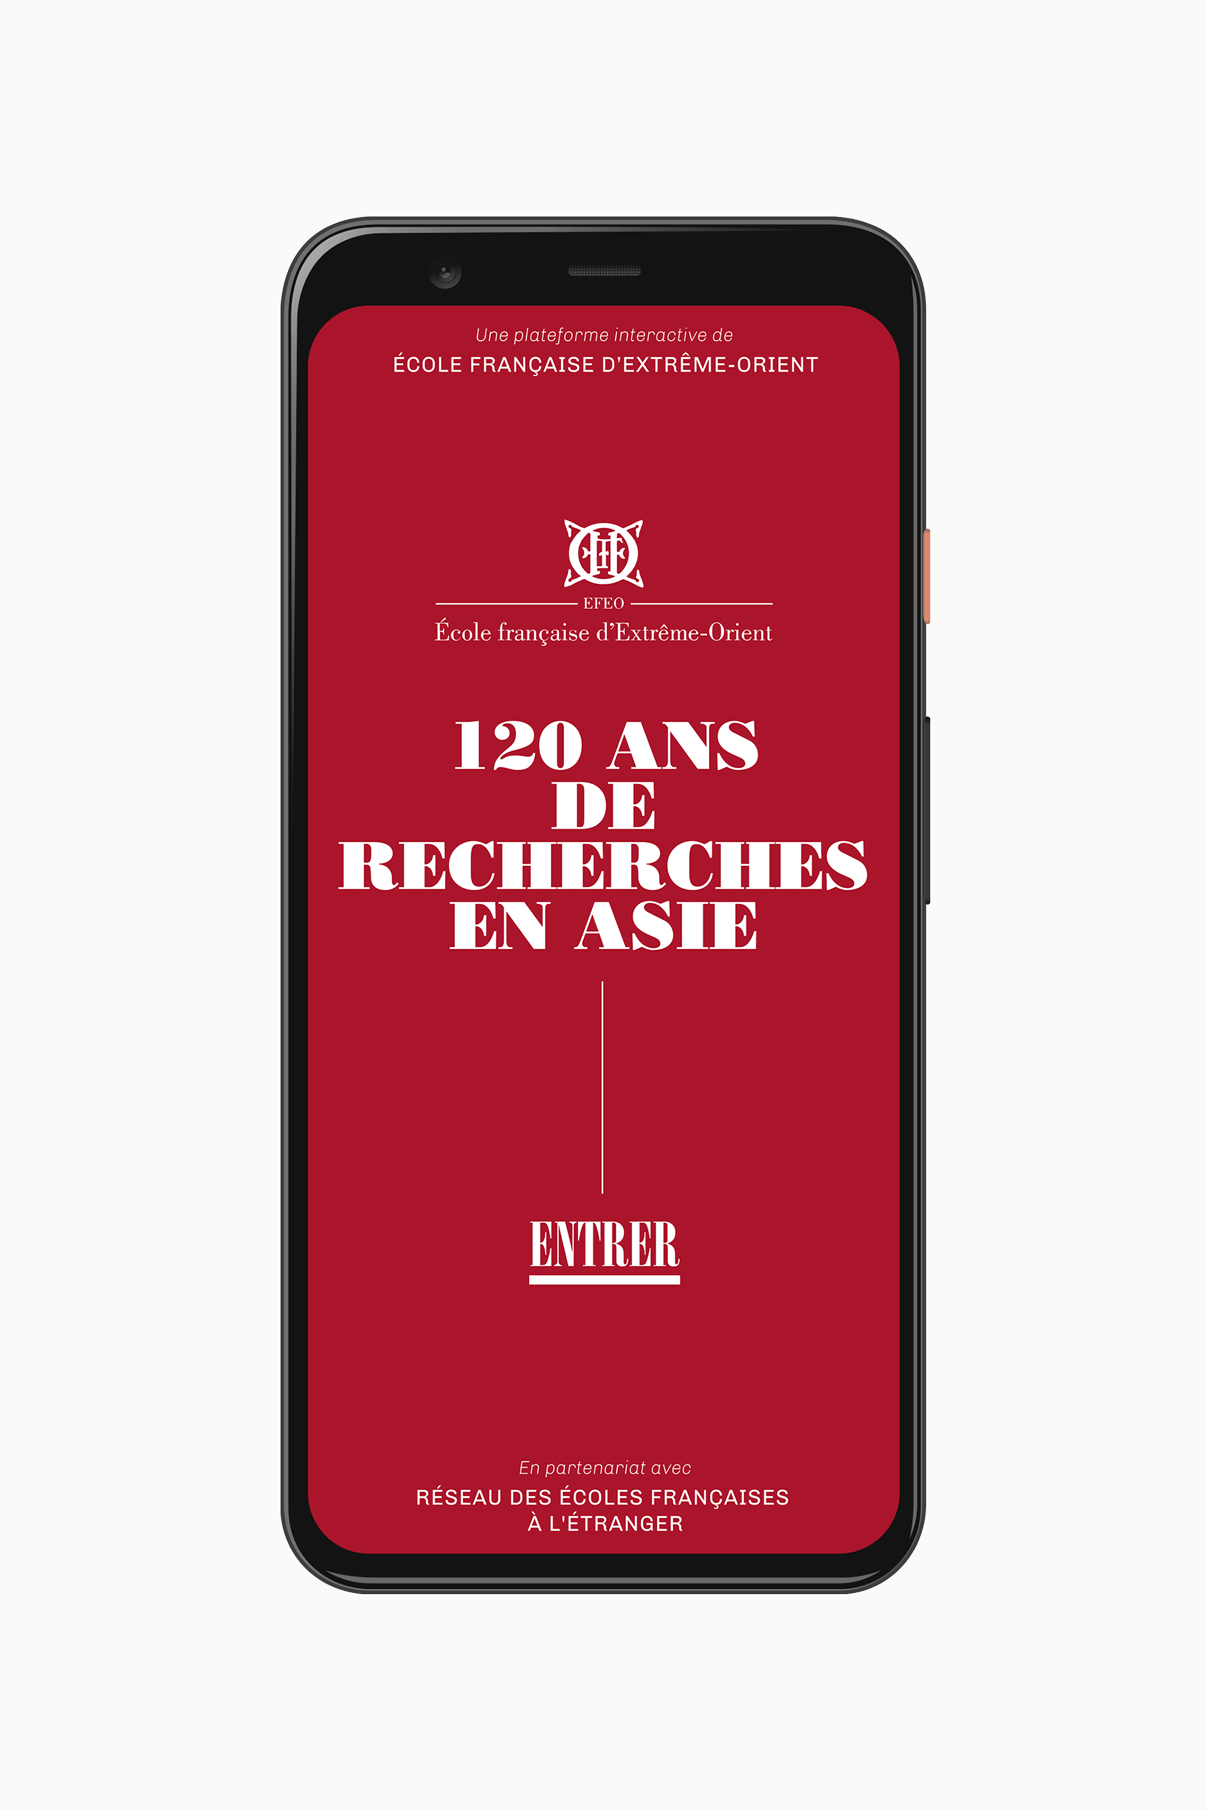 Une plateforme interactive de
ÉCOLE FRANÇAISE D’EXTRÊME-ORIENT
EFEO
École française d’Extrême-Orient
120 ANS
DE
RECHERCHES
EN ASIE
ENTRER
En partenariat avec
RÉSEAU DES ÉCOLES FRANÇAISES
À L'ÉTRANGER